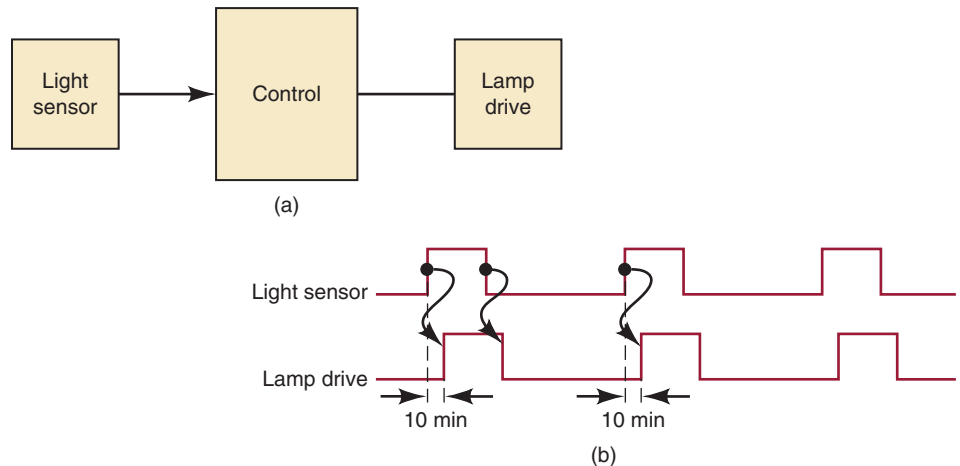 Light
sensor
Control
Lamp
drive
(a)
Light sensor
Lamp drive
10 min
10 min
(b)